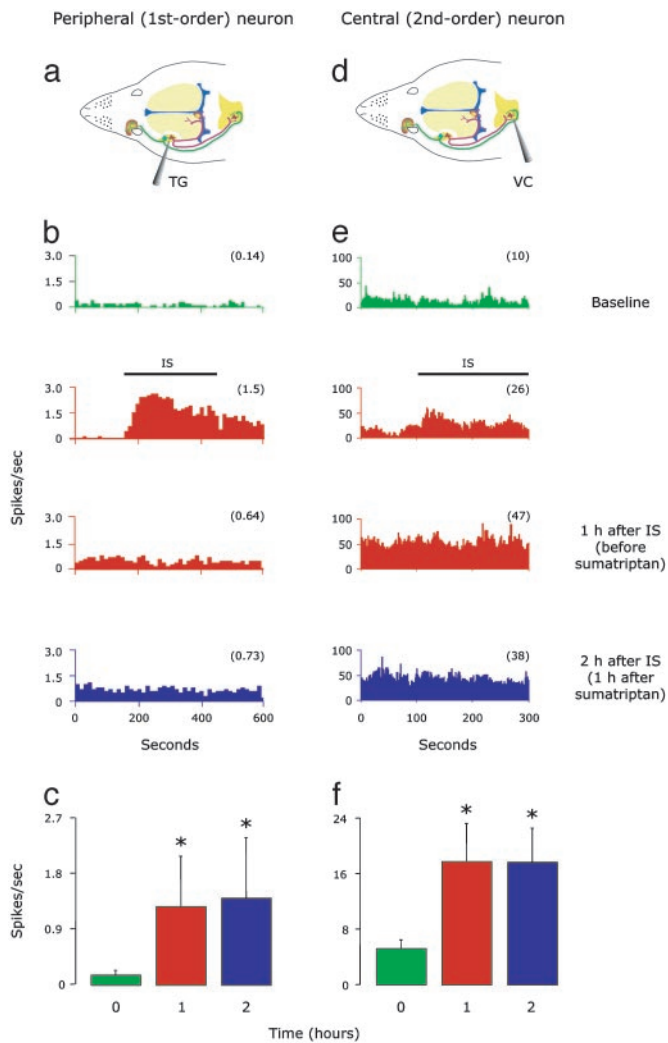 Peripheral (1st-order) neuron
Central (2nd-order) neuron
a
d
TG
VC
b
e
3.0
1.5
0
(0.14)
100
50
0
(10)
Baseline
IS
3.0
1.5
0
(1.5)
IS
100
50
0
(26)
Spikes/sec
3.0
1.5
0
(0.64)
100
50
0
(47)
1 h after IS
(before
sumatriptan)
3.0
1.5
0
(0.73)
100
50
0
(38)
2 h after IS
(1 h after
sumatriptan)
0 200 400 600
0 100 200 300
Seconds
Seconds
c
f
2.7
1.8
0.9
0
Spikes/sec
* *
24
16
8
0
* *
0 1 2
0 1 2
Time (hours)